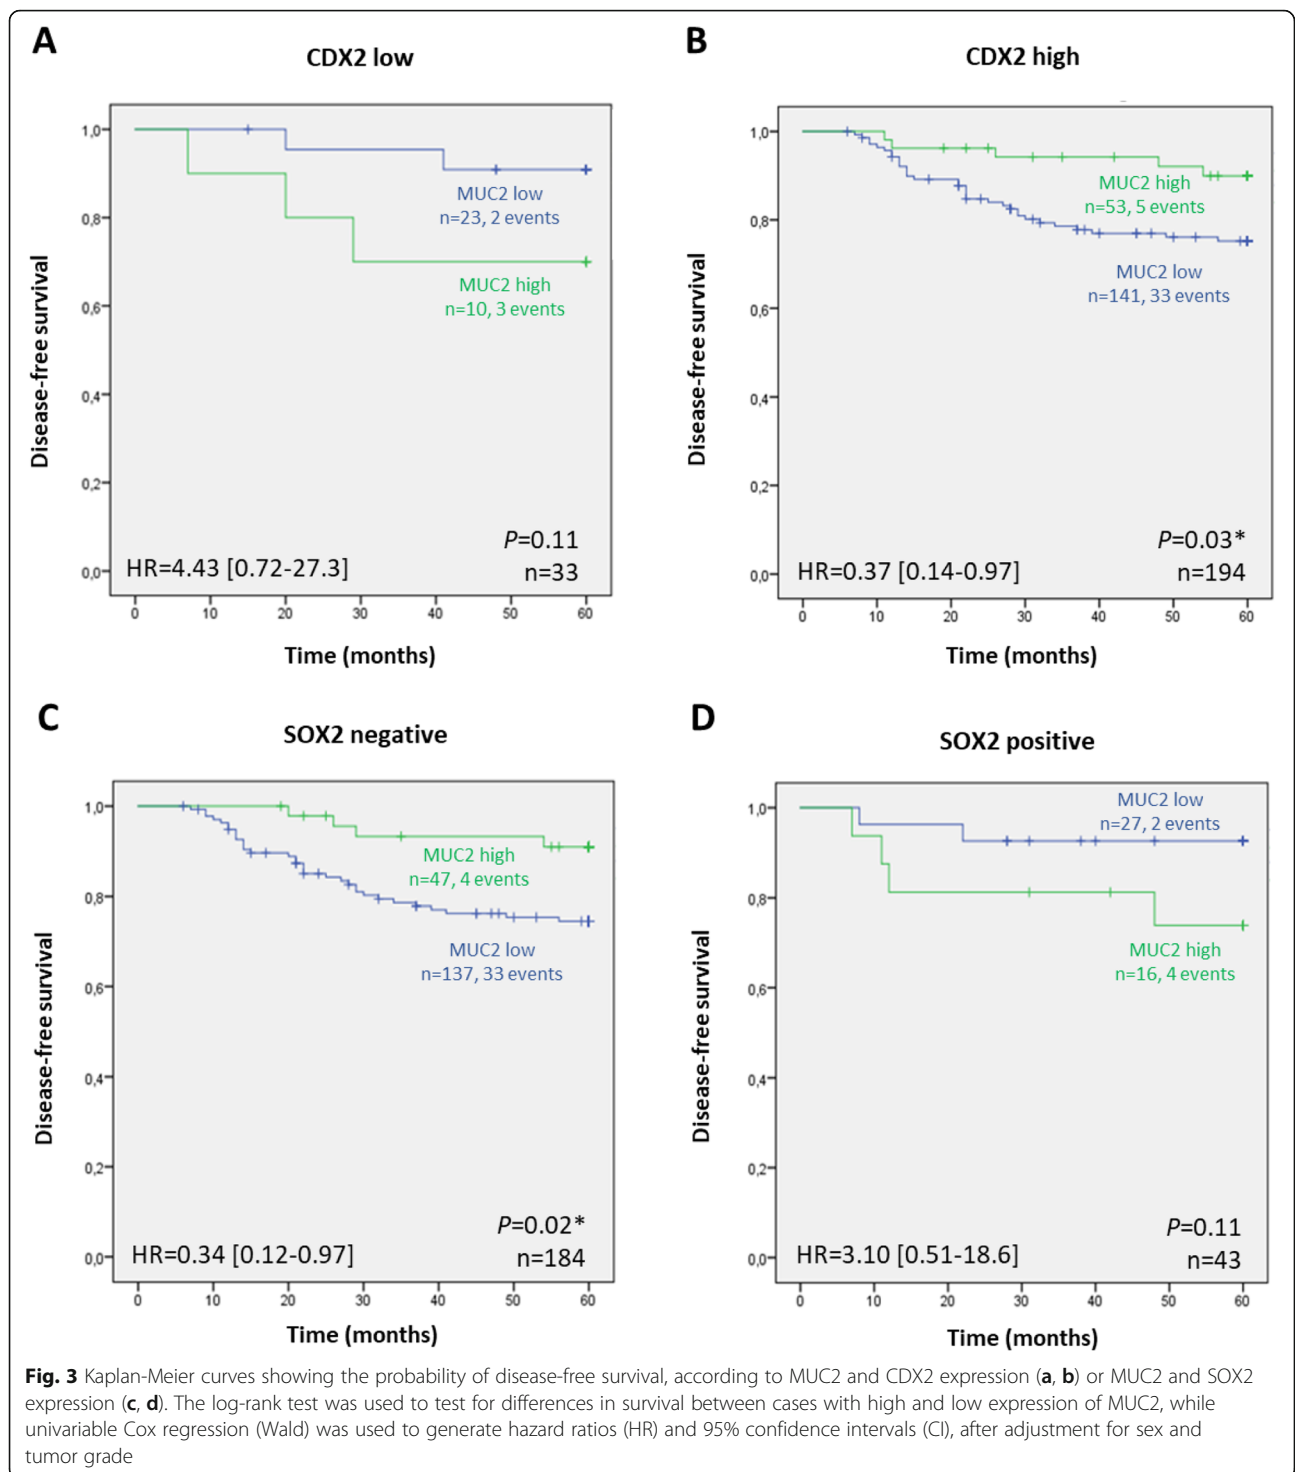 A
CDX2 low
1,0
0,8
0,6
0,4
0,2
0,0
Disease-free survival
MUC2 low
n=23, 2 events
MUC2 high
n=10, 3 events
P=0.11
HR=4.43 [0.72-27.3]
n=33
0 10 20 30 40 50 60
Time (months)
B
CDX2 high
1,0
0,8
0,6
0,4
0,2
0,0
Disease-free survival
MUC2 high
n=53, 5 events
MUC2 low
n=141, 33 events
P=0.03*
HR=0.37 [0.14-0.97]
n=194
0 10 20 30 40 50 60
Time (months)
C
SOX2 negative
1,0
0,8
0,6
0,4
0,2
0,0
Disease-free survival
MUC2 high
n=47, 4 events
MUC2 low
n=137, 33 events
P=0.02*
HR=0.34 [0.12-0.97]
n=184
0 10 20 30 40 50 60
Time (months)
D
SOX2 positive
1,0
0,8
0,6
0,4
0,2
0,0
Disease-free survival
MUC2 low
n=27, 2 events
MUC2 high
n=16, 4 events
P=0.11
HR=3.10 [0.51-18.6]
n=43
0 10 20 30 40 50 60
Time (months)
Fig. 3 Kaplan-Meier curves showing the probability of disease-free survival, according to MUC2 and CDX2 expression (a, b) or MUC2 and SOX2
expression (c, d). The log-rank test was used to test for differences in survival between cases with high and low expression of MUC2, while
univariable Cox regression (Wald) was used to generate hazard ratios (HR) and 95% confidence intervals (CI), after adjustment for sex and
tumor grade